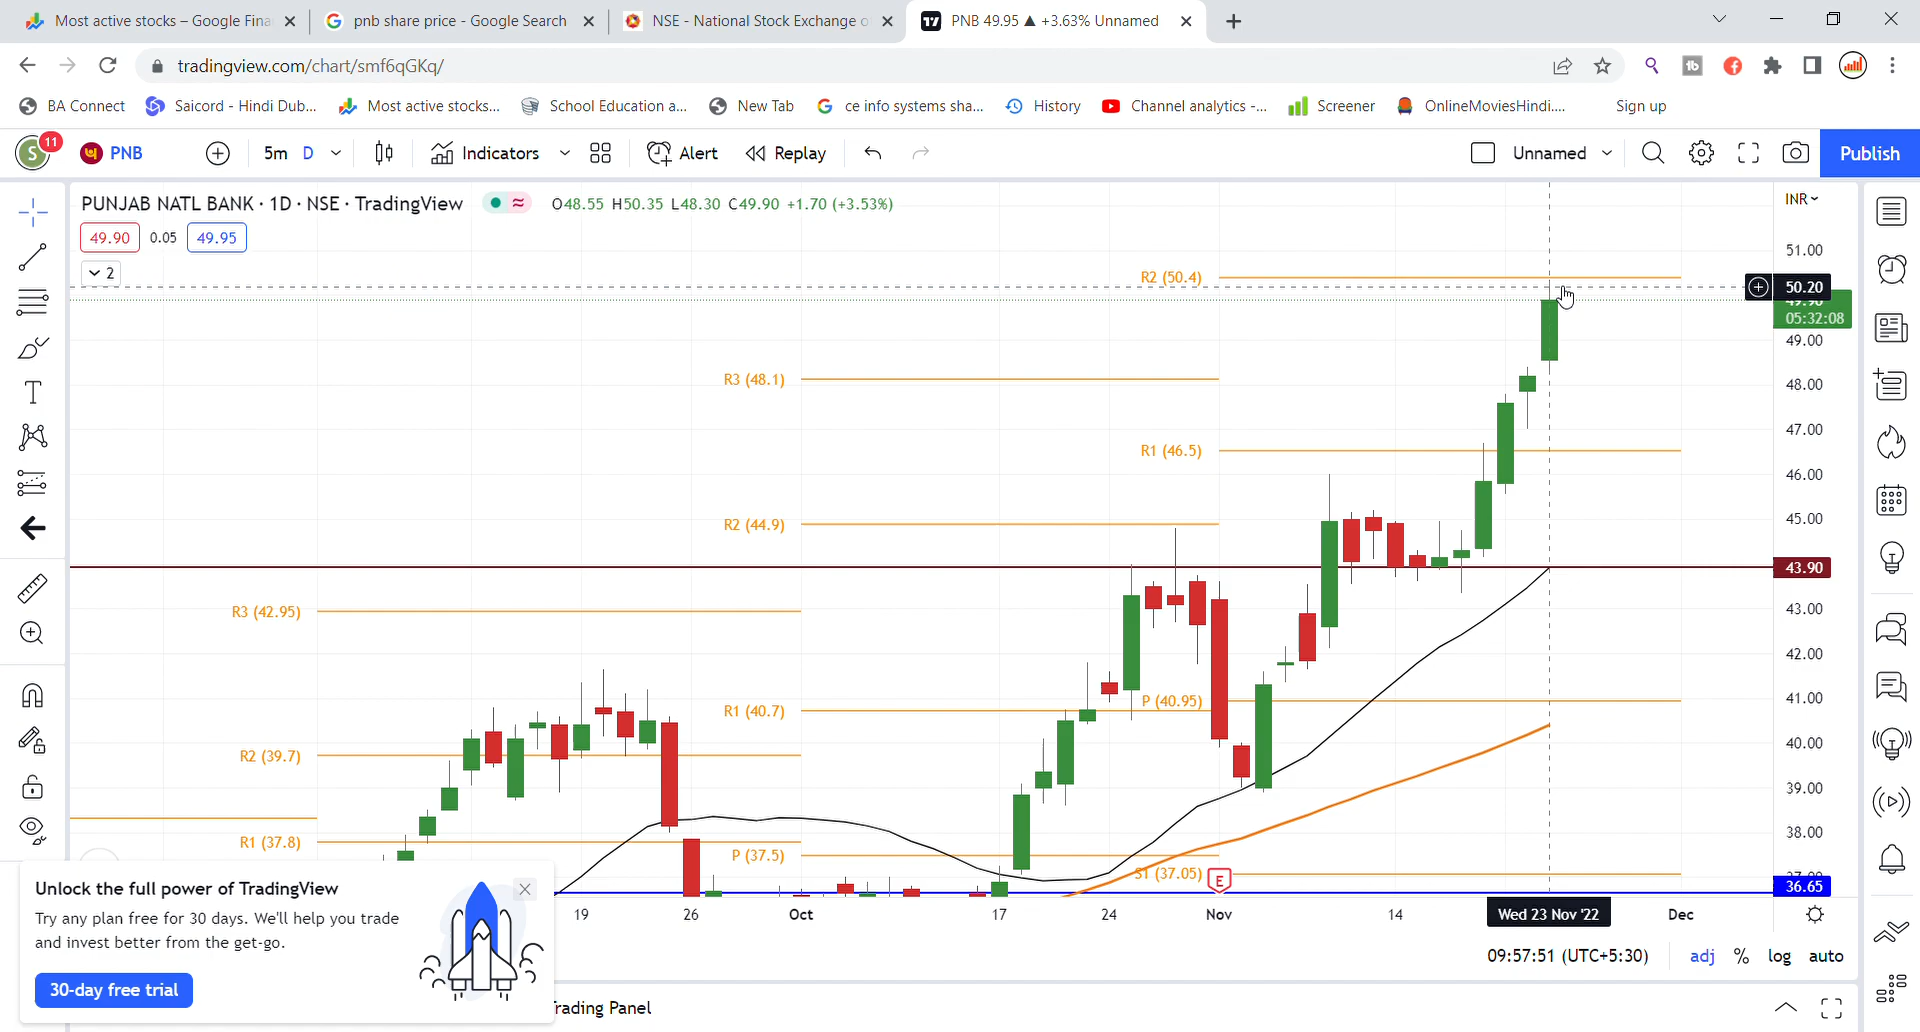 Most active stocks – Google Fina
pnb share price - Google Search
NSE - National Stock Exchange o
PNB 49.95 ▲ +3.63% Unnamed
tradingview.com/chart/smf6qGKq/
BA Connect
Saicord - Hindi Dub...
Most active stocks...
School Education a...
New Tab
ce info systems sha...
History
Channel analytics -...
Screener
OnlineMoviesHindi....
Sign up
S
11
PNB
5m
D
Indicators
Alert
Replay
Unnamed
Publish
PUNJAB NATL BANK · 1D · NSE · TradingView
O48.55 H50.35 L48.30 C49.90 +1.70 (+3.53%)
INR
49.90
0.05
49.95
2
51.00
R2 (50.4)
50.20
05:32:08
49.00
R3 (48.1)
48.00
47.00
R1 (46.5)
46.00
R2 (44.9)
45.00
43.90
R3 (42.95)
43.00
42.00
41.00
P (40.95)
R1 (40.7)
R2 (39.7)
40.00
39.00
38.00
R1 (37.8)
P (37.5)
S1 (37.05)
E
37.00
36.65
Unlock the full power of TradingView
Try any plan free for 30 days. We'll help you trade
and invest better from the get-go.
30-day free trial
19
26
Oct
17
24
Nov
14
Wed 23 Nov '22
Dec
09:57:51 (UTC+5:30)
adj
%
log
auto
rading Panel